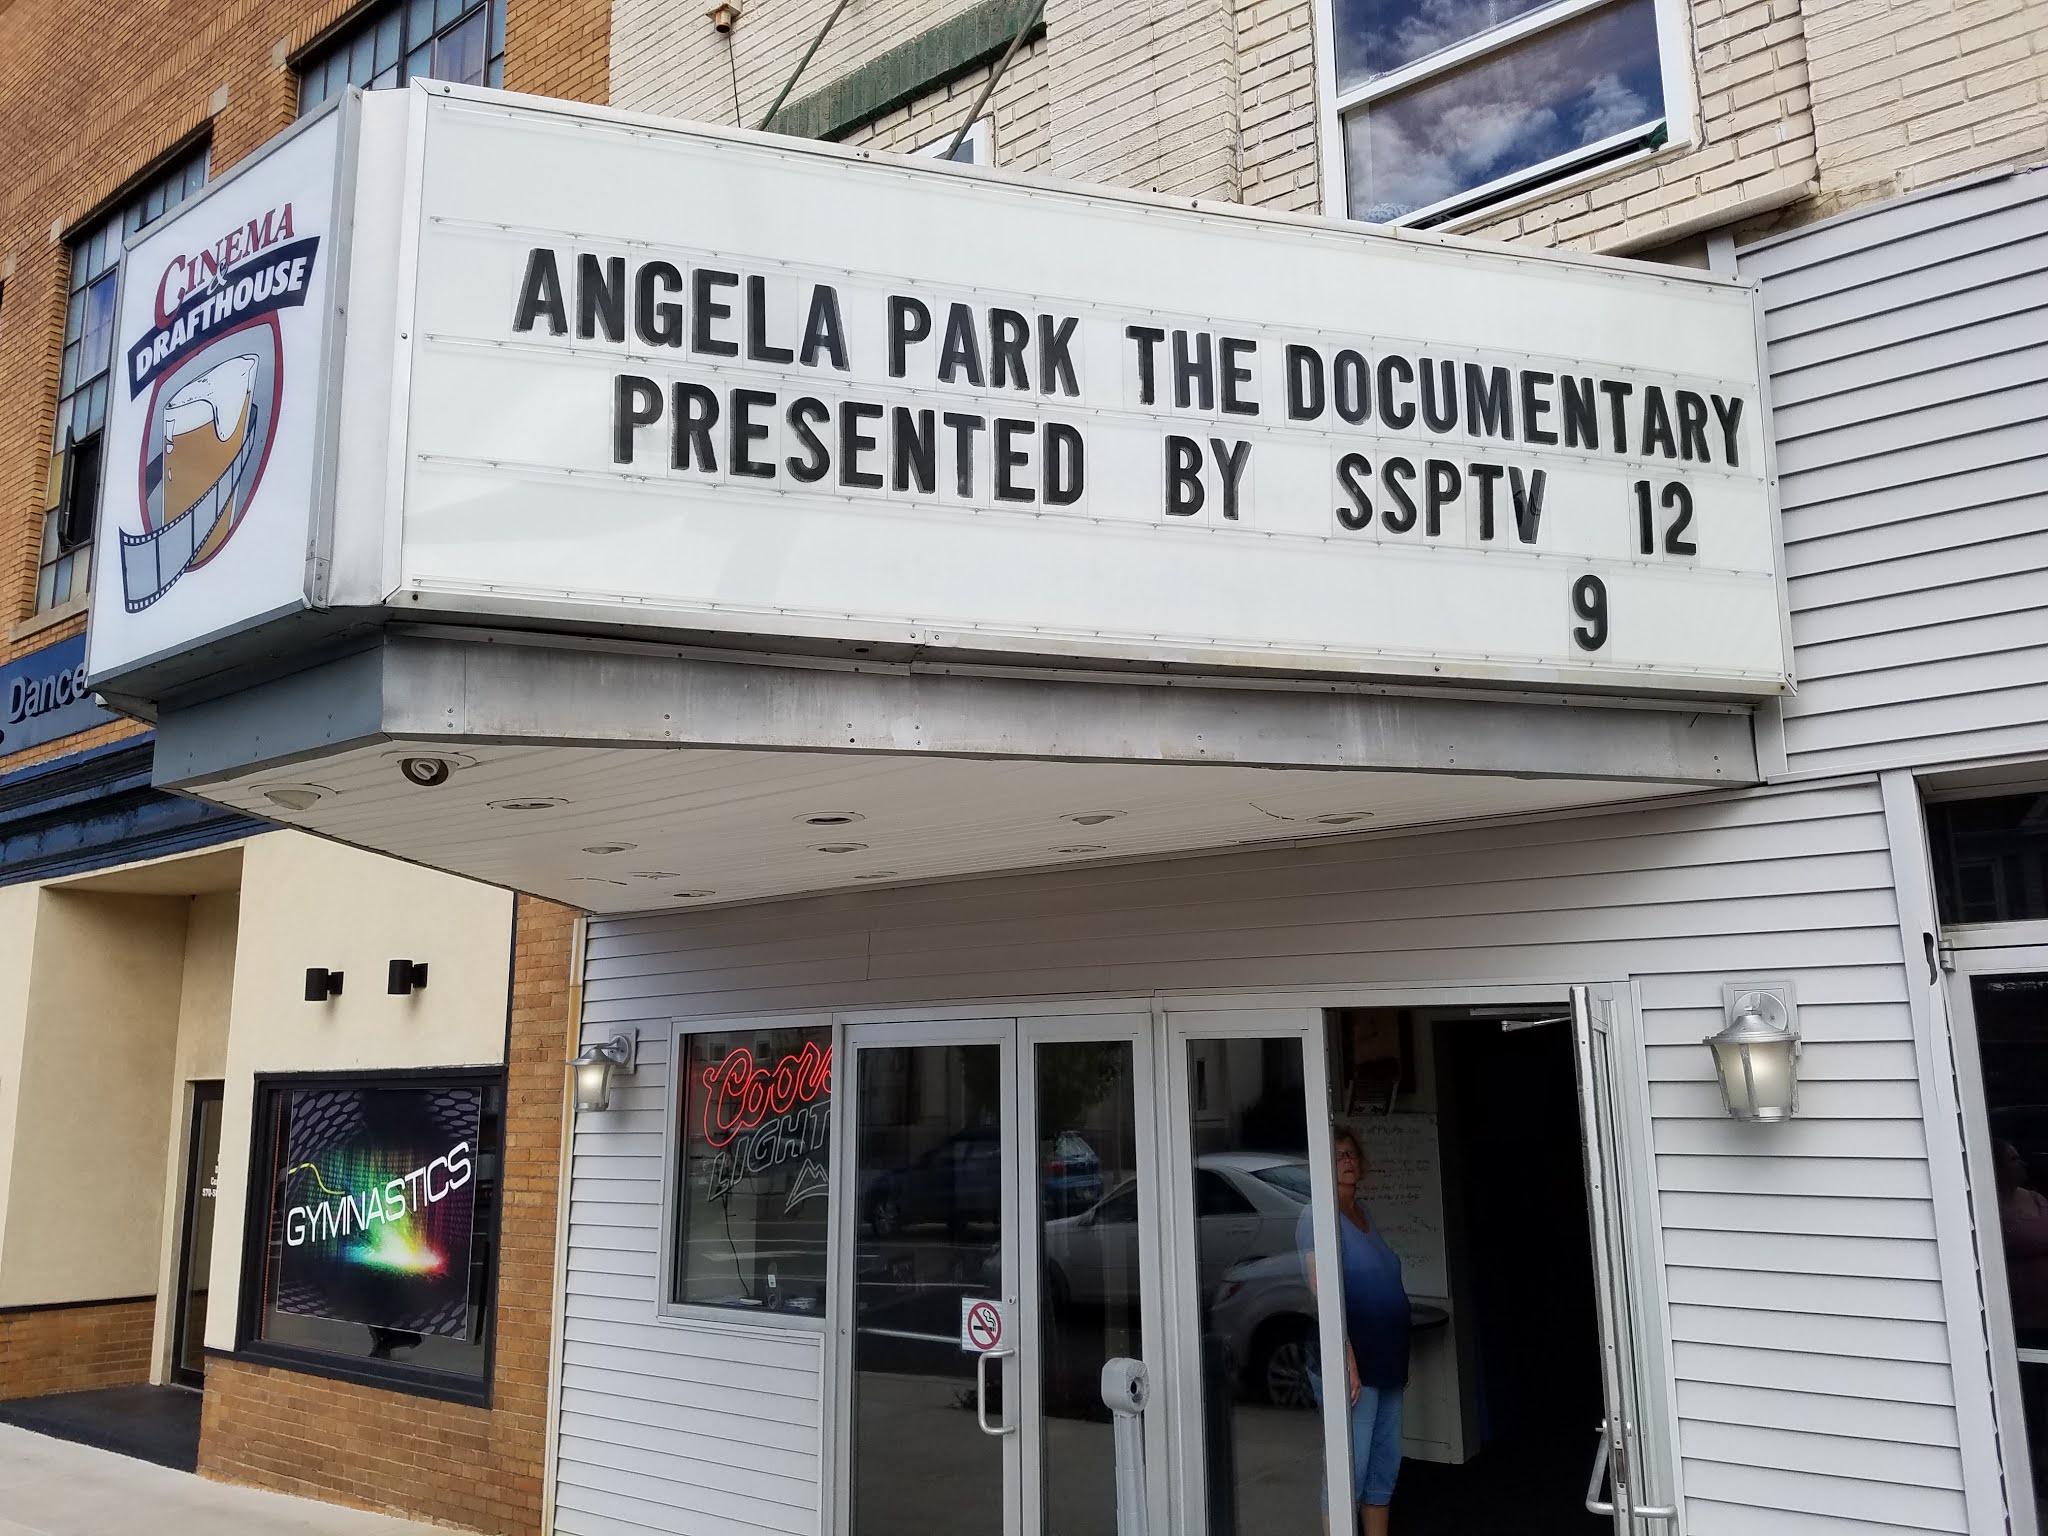 CINEMA
&
DRAFTHOUSE
ANGELA PARK THE DOCUMENTARY
PRESENTED BY SSPTV 12
9
Dance
Coors
LIGHT
GYMNASTICS